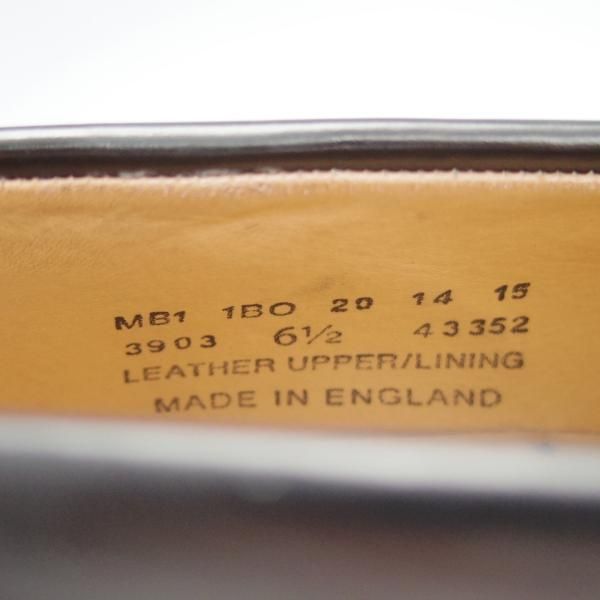 MB1 1BO 20 14 15
3903 6½ 43352
LEATHER UPPER/LINING
MADE IN ENGLAND